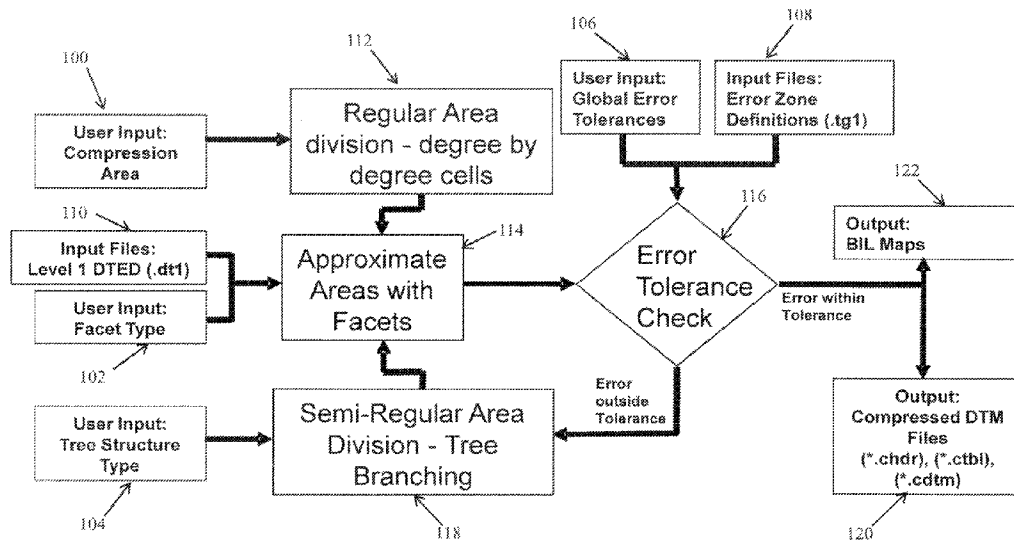 100
User Input:
Compression
Area
112
Regular Area
division - degree by
degree cells
106
User Input:
Global Error
Tolerances
108
Input Files:
Error Zone
Definitions (.tg1)
110
Input Files:
Level 1 DTED (.dt1)
User Input:
Facet Type
102
114
Approximate
Areas with
Facets
116
Error
Tolerance
Check
122
Output:
BIL Maps
Error within
Tolerance
Error
outside
Tolerance
User Input:
Tree Structure
Type
104
Semi-Regular Area
Division - Tree
Branching
118
Output:
Compressed DTM
Files
(*.chdr), (*.ctbl),
(*.cdtm)
120